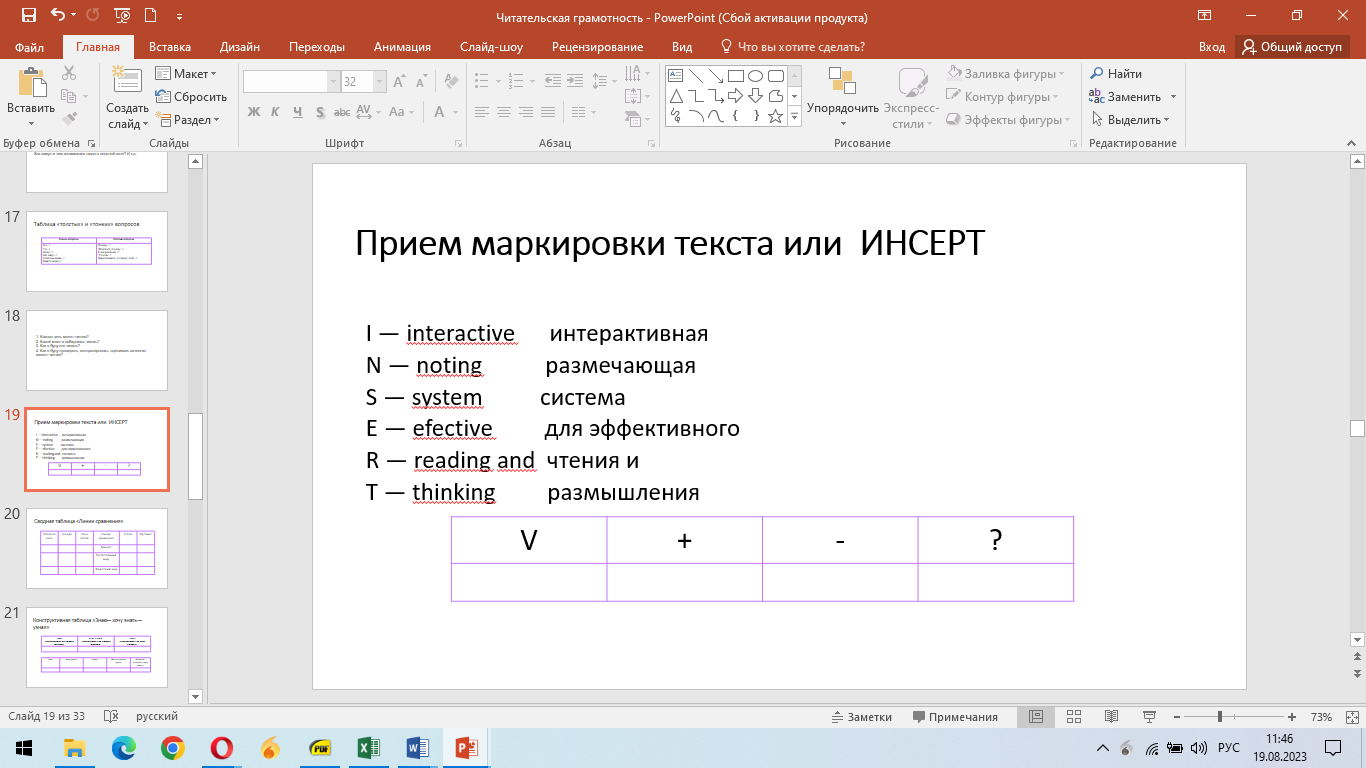 Читательская грамотность - PowerPoint (Сбой активации продукта)
Файл Главная Вставка Дизайн Переходы Анимация Слайд-шоу Рецензирование Вид Что вы хотите сделать? Вход Общий доступ
Вставить
Буфер обмена
Создать слайд
Макет
Сбросить
Раздел
Слайды
32
Ж К Ч S abc AV Aa A
Шрифт
Абзац
Упорядочить
Экспресс-стили
Заливка фигуры
Контур фигуры
Эффекты фигуры
Рисование
Найти
Заменить
Выделить
Редактирование
17
Таблица «толстых» и «тонких» вопросов
18
19
Прием маркировки текста или ИНСЕРТ
V + - ?
20
Сводная таблица «Линии сравнения»
21
Конструктивная таблица «Знаю— хочу знать—
узнал»
Прием маркировки текста или ИНСЕРТ
I — interactive интерактивная
N — noting размечающая
S — system система
E — efective для эффективного
R — reading and чтения и
T — thinking размышления
V + - ?
Слайд 19 из 33 русский Заметки Примечания 73%
PDF РУС 11:46
19.08.2023